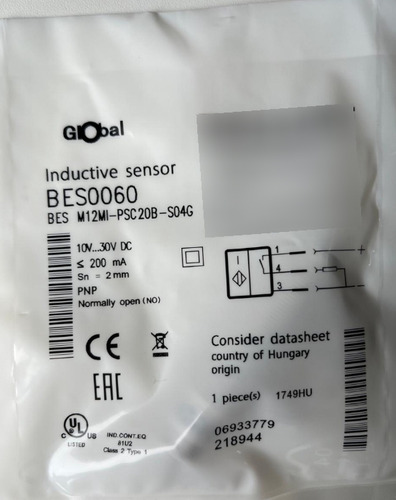 Global
Inductive sensor
BES0060
BES M12MI-PSC20B-S04G
10V...30V DC
≤ 200 mA
Sn = 2mm
PNP
Normally open (NO)
1
4
3
+
−
CE
EAC
Consider datasheet
country of Hungary
origin
1 piece(s) 1749HU
06933779
218944
C UL US
LISTED
IND.CONT.EQ
81U2
Class 2 Type 1